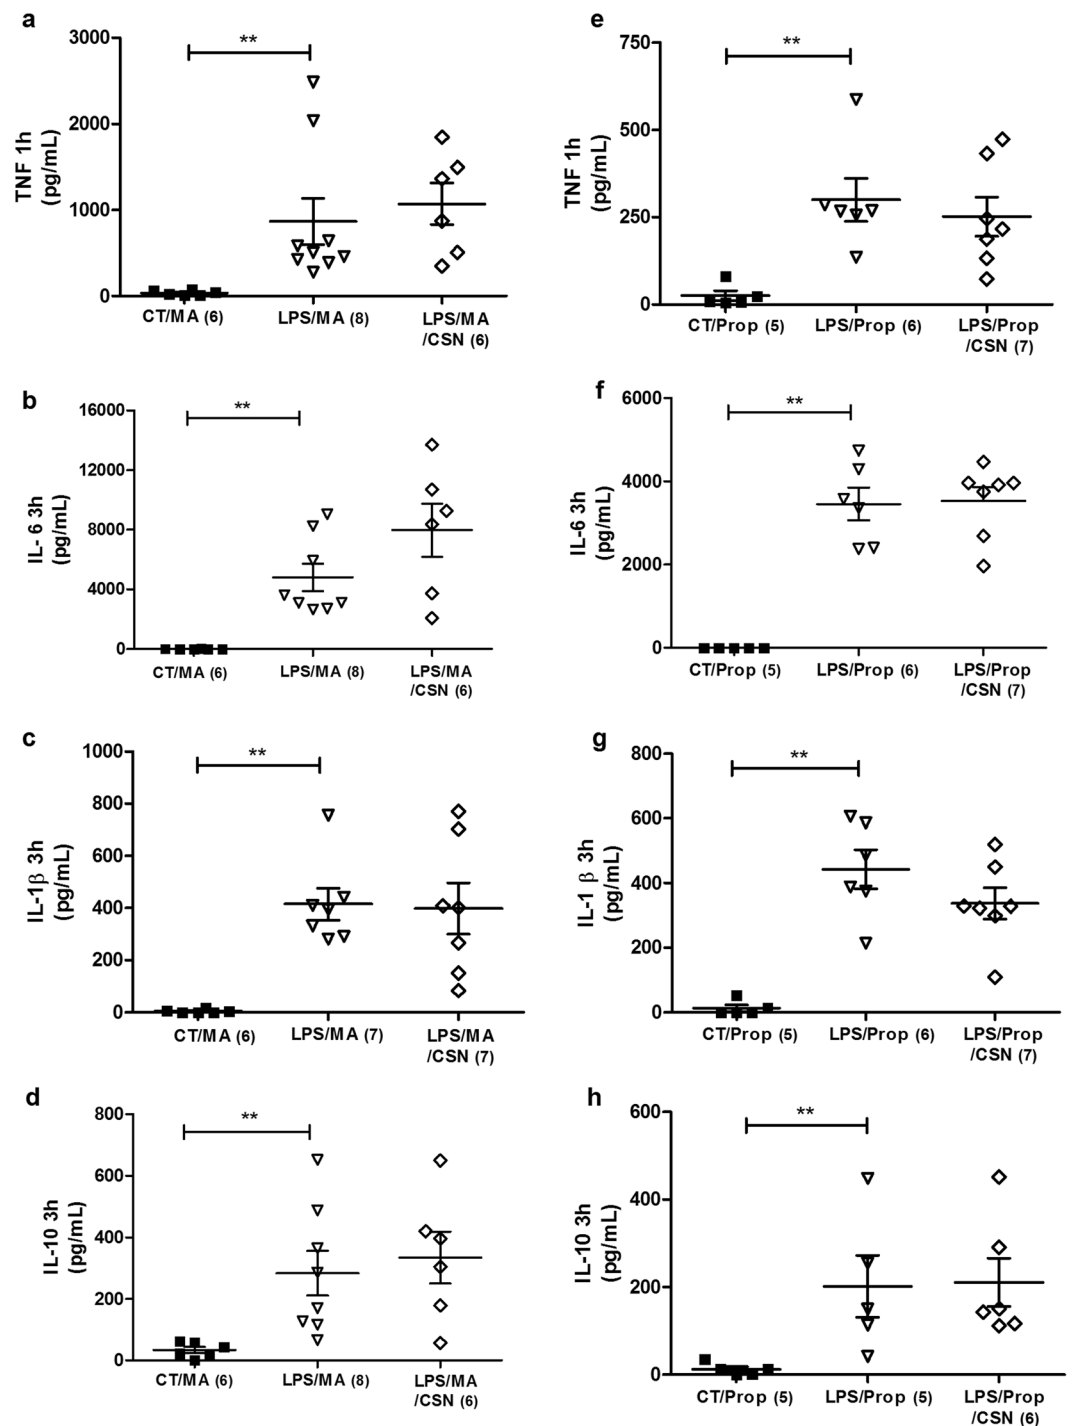 a
**
3000
2000
1000
0
TNF 1h
(pg/mL)
CT/MA (6)
LPS/MA (8)
LPS/MA
/CSN (6)
e
**
750
500
250
0
TNF 1h
(pg/mL)
CT/Prop (5)
LPS/Prop (6)
LPS/Prop
/CSN (7)
b
**
16000
12000
8000
4000
0
IL- 6 3h
(pg/mL)
CT/MA (6)
LPS/MA (8)
LPS/MA
/CSN (6)
f
**
6000
4000
2000
0
IL-6 3h
(pg/mL)
CT/Prop (5)
LPS/Prop (6)
LPS/Prop
/CSN (7)
c
**
1000
800
600
400
200
0
IL-1β 3h
(pg/mL)
CT/MA (6)
LPS/MA (7)
LPS/MA
/CSN (7)
g
**
800
600
400
200
0
IL-1 β 3h
(pg/mL)
CT/Prop (5)
LPS/Prop (6)
LPS/Prop
/CSN (7)
d
**
800
600
400
200
0
IL-10 3h
(pg/mL)
CT/MA (6)
LPS/MA (8)
LPS/MA
/CSN (6)
h
**
600
400
200
0
IL-10 3h
(pg/mL)
CT/Prop (5)
LPS/Prop (5)
LPS/Prop
/CSN (6)